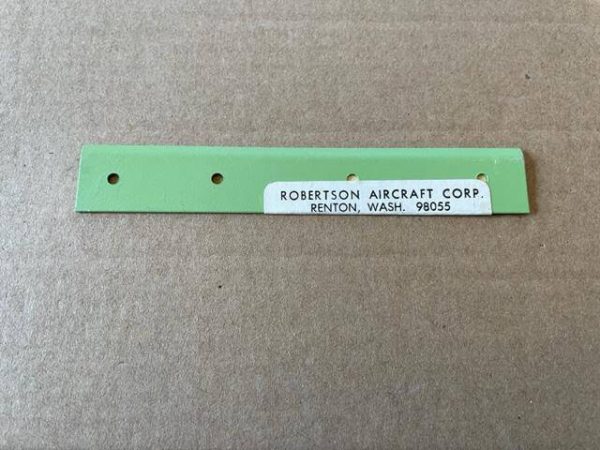 ROBERTSON AIRCRAFT CORP.
RENTON, WASH. 98055